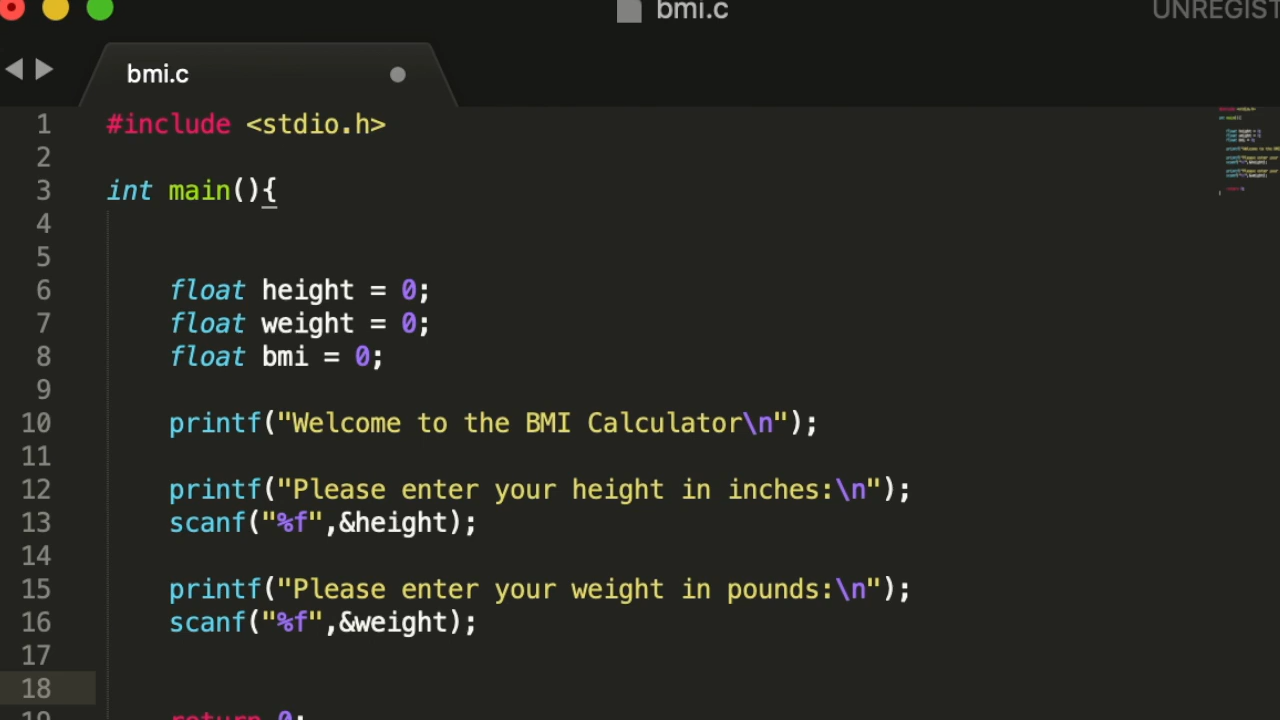 bmi.c
UNREGIST
bmi.c
1 #include <stdio.h>
2
3 int main(){
4
5
6 float height = 0;
7 float weight = 0;
8 float bmi = 0;
9
10 printf("Welcome to the BMI Calculator\n");
11
12 printf("Please enter your height in inches:\n");
13 scanf("%f",&height);
14
15 printf("Please enter your weight in pounds:\n");
16 scanf("%f",&weight);
17
18
19 return 0;